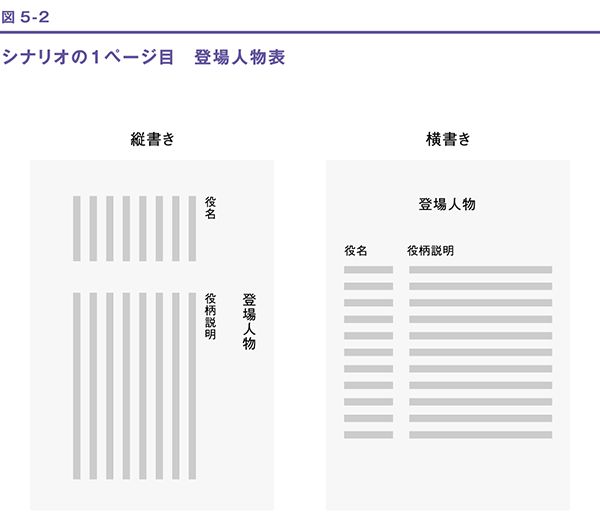 図 5-2
シナリオの1ページ目　登場人物表
縦書き
登場人物
役名
役柄説明
横書き
登場人物
役名
役柄説明